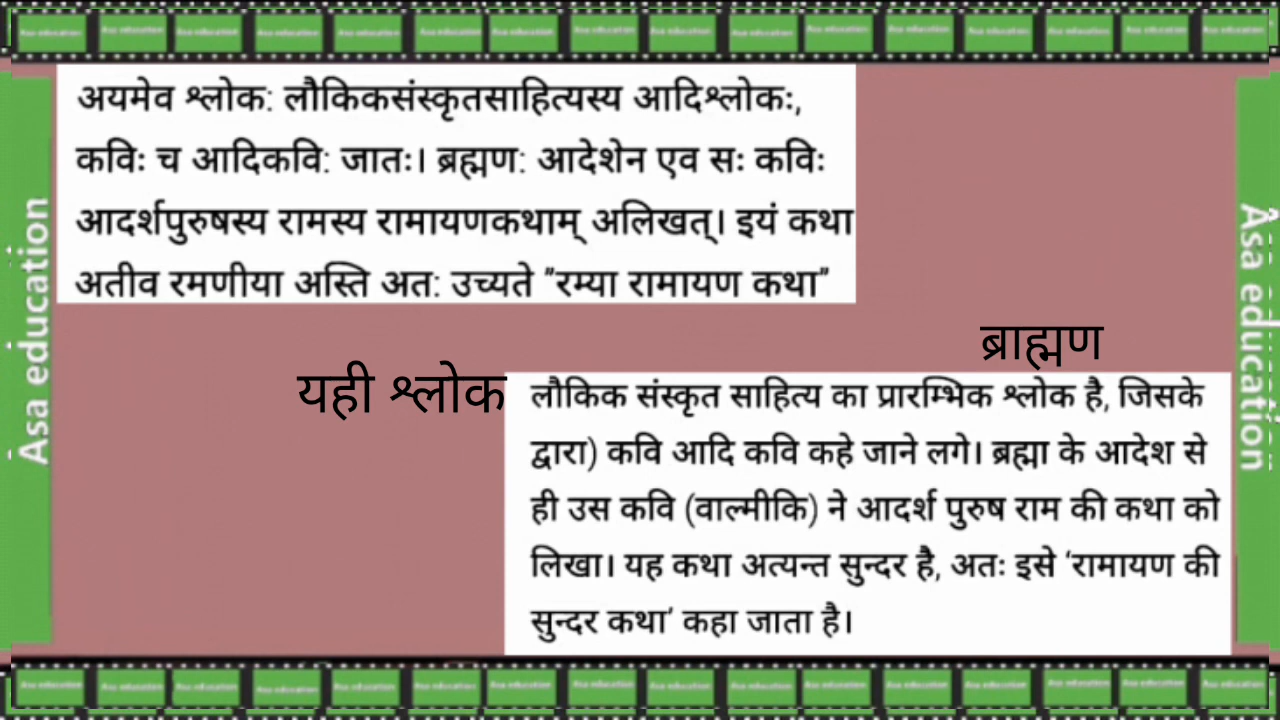 अयमेव श्लोक: लौकिकसंस्कृतसाहित्यस्य आदिश्लोकः,
कविः च आदिकवि: जातः। ब्रह्मण: आदेशेन एव सः कविः
आदर्शपुरुषस्य रामस्य रामायणकथाम् अलिखत्। इयं कथा
अतीव रमणीया अस्ति अत: उच्यते "रम्या रामायण कथा"
ब्राह्मण
यही श्लोक लौकिक संस्कृत साहित्य का प्रारम्भिक श्लोक है, जिसके
द्वारा) कवि आदि कवि कहे जाने लगे। ब्रह्मा के आदेश से
ही उस कवि (वाल्मीकि) ने आदर्श पुरुष राम की कथा को
लिखा। यह कथा अत्यन्त सुन्दर है, अतः इसे ‘रामायण की
सुन्दर कथा’ कहा जाता है।
Asa education
Asa education